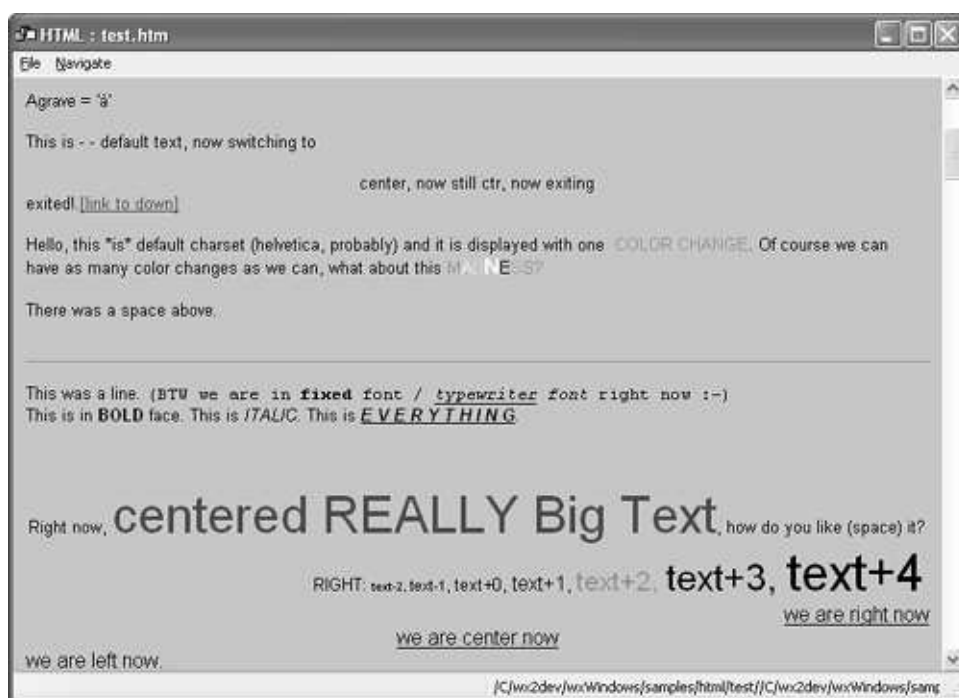 HTML : test.htm
File Navigate
Agrave = 'à'
This is - - default text, now switching to
center, now still ctr, now exiting
exited!.[link to down]
Hello, this *is* default charset (helvetica, probably) and it is displayed with one COLOR CHANGE. Of course we can
have as many color changes as we can, what about this MADNESS?
There was a space above.
This was a line. (BTW we are in fixed font / typewriter font right now :-)
This is in BOLD face. This is ITALIC. This is E V E R Y T H I N G.
Right now, centered REALLY Big Text, how do you like (space) it?
RIGHT: text-2, text-1, text+0, text+1, text+2, text+3, text+4
we are right now
we are center now
we are left now.
/C/wx2dev/wxWindows/samples/html/test//C/wx2dev/wxWindows/samp